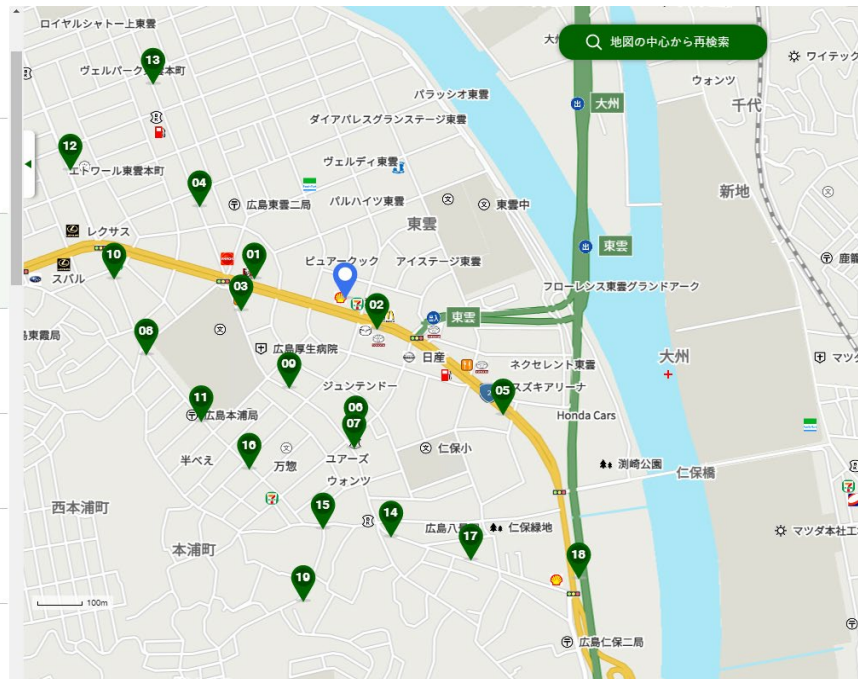 ロイヤルシャトー上東雲
地図の中心から再検索
13
ワイテック
ヴェルパーク
本町
ウォンツ
パラッシオ東雲
出
大州
千代
ダイアパレスグランステージ東雲
12
エトワール東雲本町
ヴェルディ東雲
新地
04
広島東雲二局
パルハイツ東雲
文
文
東雲中
東雲
レクサス
出
東雲
10
01
ピュアークック
アイステージ東雲
スバル
03
フローレンス東雲グランドアーク
02
出入
東雲
08
広島厚生病院
日産
大州
マツダ
09
ネクセレント東雲
ジュンテンドー
05
スズキアリーナ
11
広島本浦局
06
Honda Cars
07
16
半べえ
万惣
ユアーズ
文
仁保小
渕崎公園
仁保橋
ウォンツ
西本浦町
15
14
広島八
仁保緑地
マツダ本社工
本浦町
17
18
19
100m
広島仁保二局